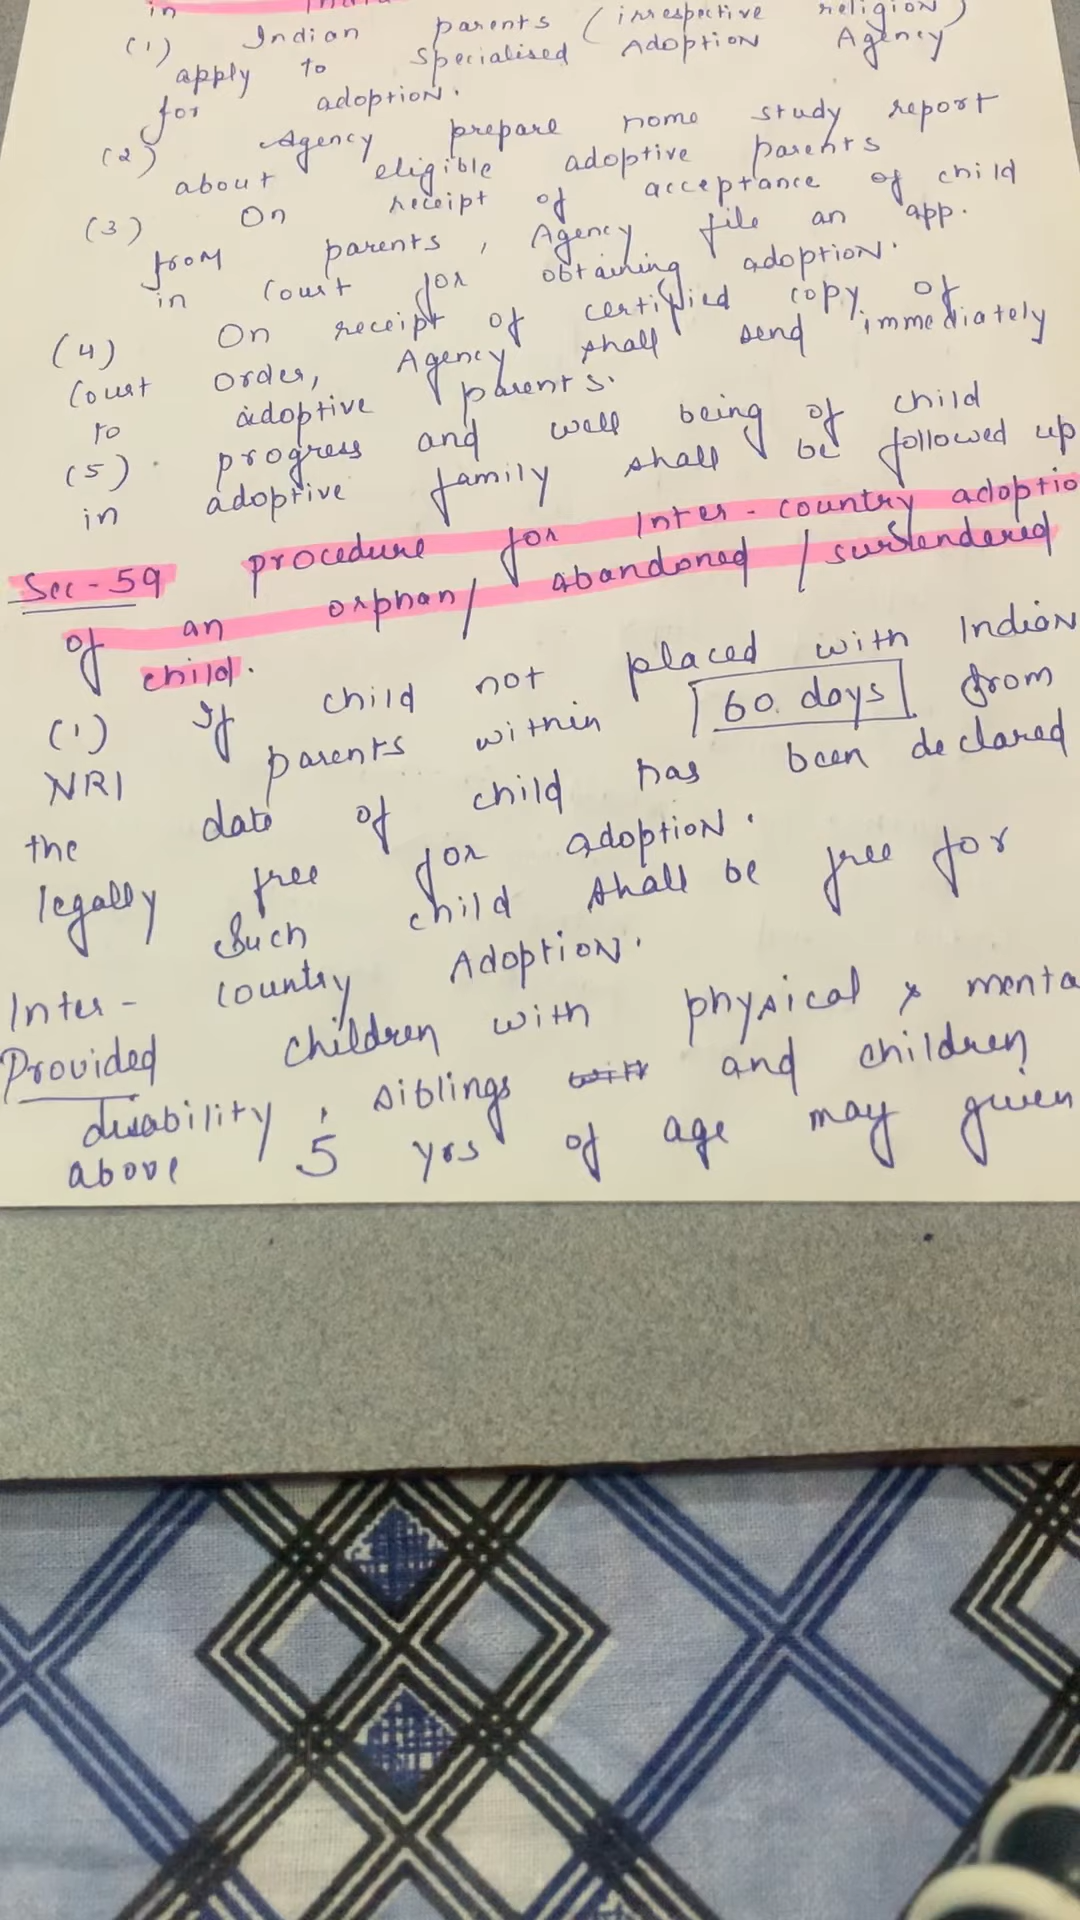 in
(1) Indian parents (irrespective religion)
apply to Specialised Adoption Agency
for adoption.
(2) Agency prepare home study report
about eligible adoptive parents
(3) On receipt of acceptance of child
from parents, Agency file an app.
in Court for obtaining adoption.
(4) On receipt of certified copy of
Court order, Agency shall send immediately
to adoptive parents.
(5) progress and well being of child
in adoptive family shall be followed up
Sec-59 procedure for Inter-country adoptio
of an orphan/abandoned/surrendered
child.
(1) If child not placed with Indian
NRI parents within 60 days from
the date of child has been declared
legally free for adoption.
Such child shall be free for
Inter-country Adoption.
Provided children with physical & menta
disability, siblings and children
above 5 yrs of age may given